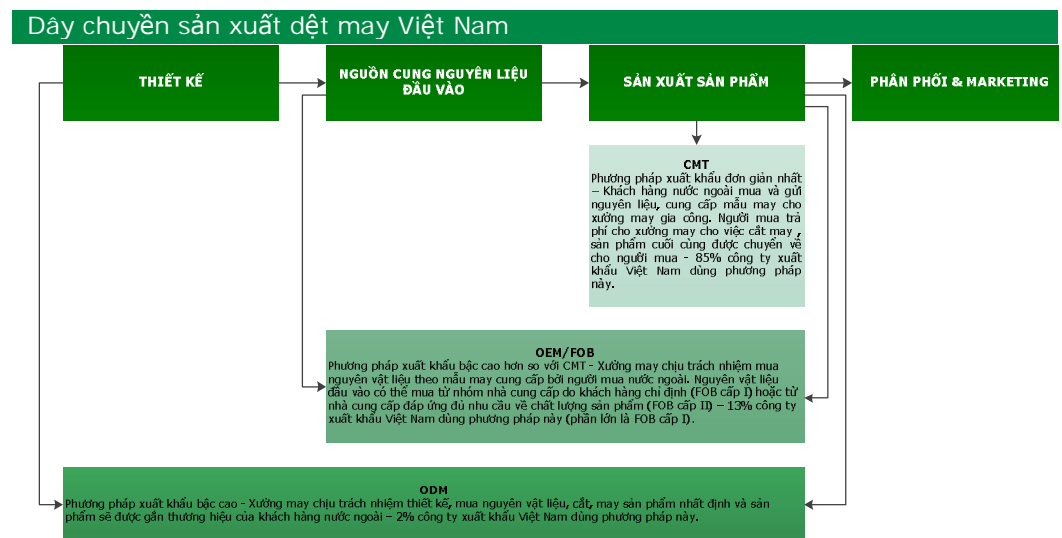 Dây chuyền sản xuất dệt may Việt Nam
THIẾT KẾ
NGUỒN CUNG NGUYÊN LIỆU
ĐẦU VÀO
SẢN XUẤT SẢN PHẨM
PHÂN PHỐI & MARKETING
CMT
Phương pháp xuất khẩu đơn giản nhất
– Khách hàng nước ngoài mua và gửi
nguyên liệu, cung cấp mẫu may cho
xưởng may gia công. Người mua trả
phí cho xưởng may cho việc cắt may ,
sản phẩm cuối cùng được chuyển về
cho người mua - 85% công ty xuất
khẩu Việt Nam dùng phương pháp
này.
OEM/FOB
Phương pháp xuất khẩu bậc cao hơn so với CMT - Xưởng may chịu trách nhiệm mua
nguyên vật liệu theo mẫu may cung cấp bởi người mua nước ngoài. Nguyên vật liệu
đầu vào có thể mua từ nhóm nhà cung cấp do khách hàng chỉ định (FOB cấp I) hoặc từ
nhà cung cấp đáp ứng đủ nhu cầu về chất lượng sản phẩm (FOB cấp II) – 13% công ty
xuất khẩu Việt Nam dùng phương pháp này (phần lớn là FOB cấp I).
ODM
Phương pháp xuất khẩu bậc cao - Xưởng may chịu trách nhiệm thiết kế, mua nguyên vật liệu, cắt, may sản phẩm nhất định và sản
phẩm sẽ được gắn thương hiệu của khách hàng nước ngoài – 2% công ty xuất khẩu Việt Nam dùng phương pháp này.